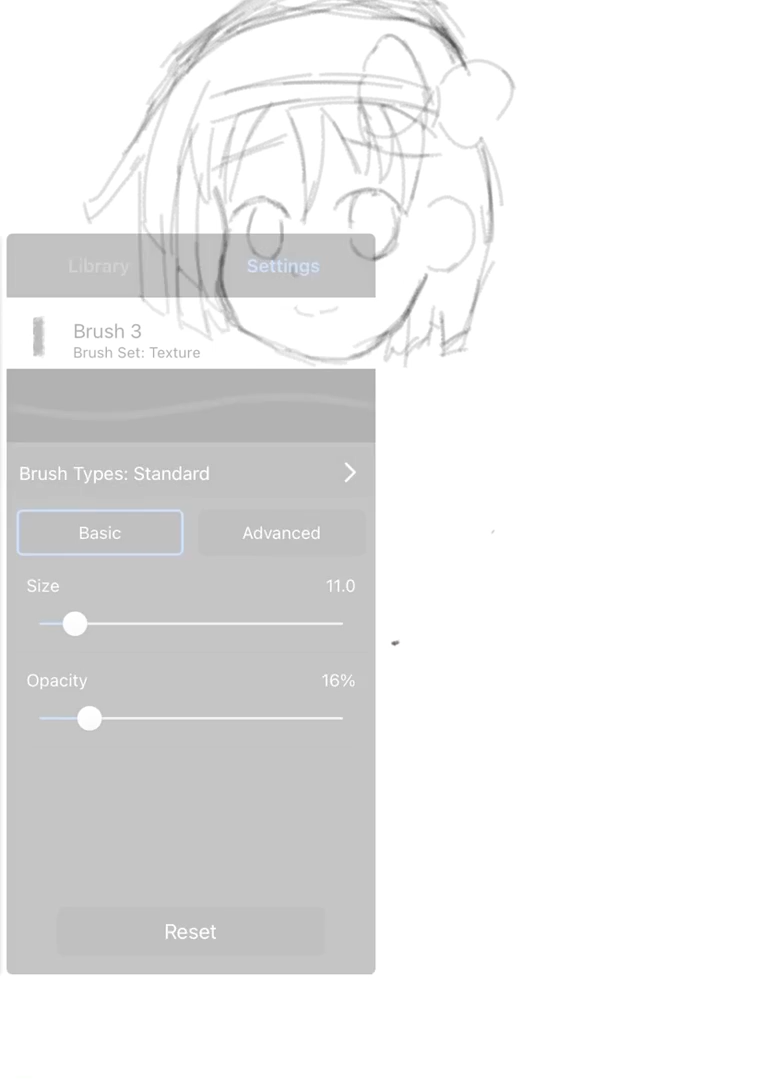 Library
Settings
Brush 3
Brush Set: Texture
Brush Types: Standard
Basic
Advanced
Size
11.0
Opacity
16%
Reset